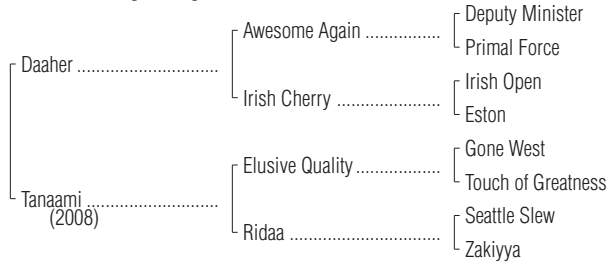 Deputy Minister
Awesome Again ................
Primal Force
Daaher ..............................
Irish Open
Irish Cherry ......................
Eston
Gone West
Elusive Quality ..................
Touch of Greatness
Tanaami ............................
(2008)
Seattle Slew
Ridaa ................................
Zakiyya